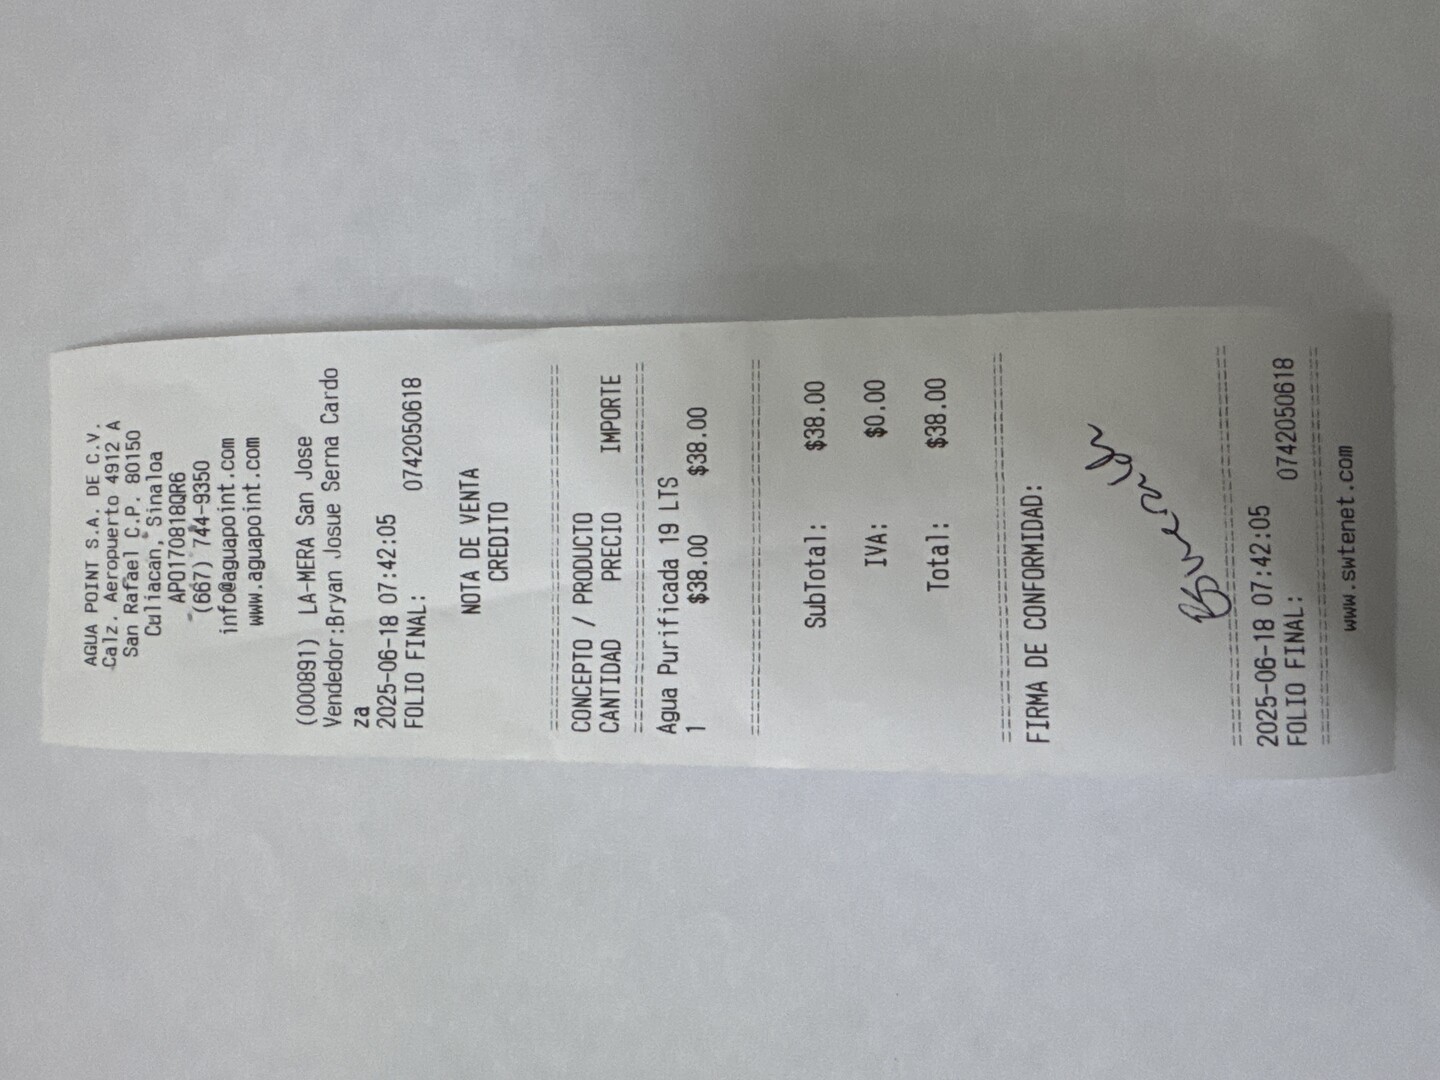 AGUA POINT S.A. DE C.V.
Calz. Aeropuerto 4912 A
San Rafael C.P. 80150
Culiacan, Sinaloa
APO170818QR6
(667) 744-9350
info@aguapoint.com
www.aguapoint.com
(000891) LA-MERA San Jose
Vendedor:Bryan Josue Serna Cardo
za
2025-06-18 07:42:05
FOLIO FINAL: 0742050618
NOTA DE VENTA
CREDITO
CONCEPTO / PRODUCTO
CANTIDAD PRECIO IMPORTE
Agua Purificada 19 LTS
1 $38.00 $38.00
SubTotal: $38.00
IVA: $0.00
Total: $38.00
FIRMA DE CONFORMIDAD:
2025-06-18 07:42:05
FOLIO FINAL: 0742050618
www.swtenet.com